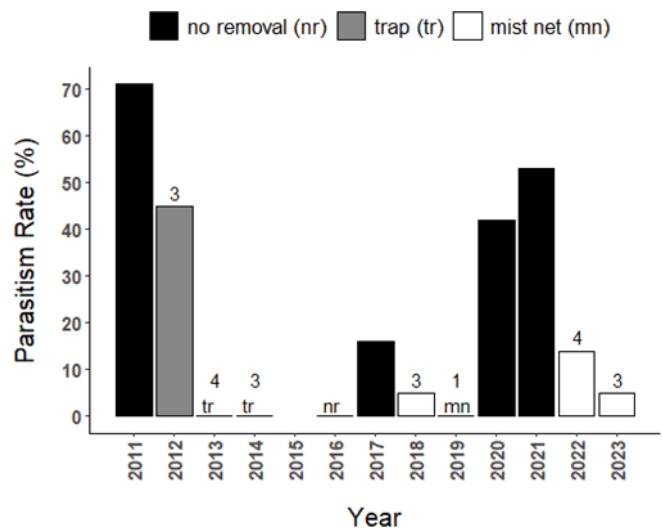 no removal (nr) trap (tr) mist net (mn)
Parasitism Rate (%)
70
60
50
40
30
20
10
0
3
4
3
3
1
4
3
tr
tr
nr
mn
2011 2012 2013 2014 2015 2016 2017 2018 2019 2020 2021 2022 2023
Year